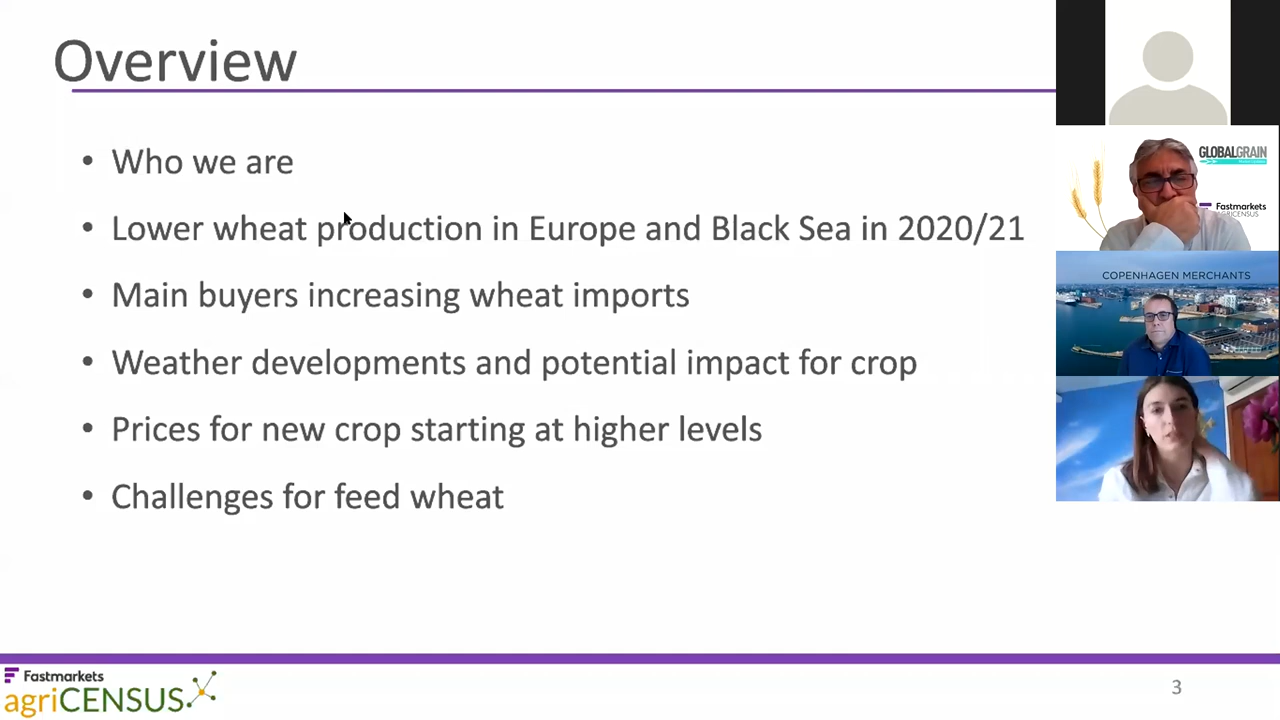 Overview
• Who we are
• Lower wheat production in Europe and Black Sea in 2020/21
• Main buyers increasing wheat imports
• Weather developments and potential impact for crop
• Prices for new crop starting at higher levels
• Challenges for feed wheat
GLOBALGRAIN
Fastmarkets
AGRICENSUS
COPENHAGEN MERCHANTS
Fastmarkets
agriCENSUS
3